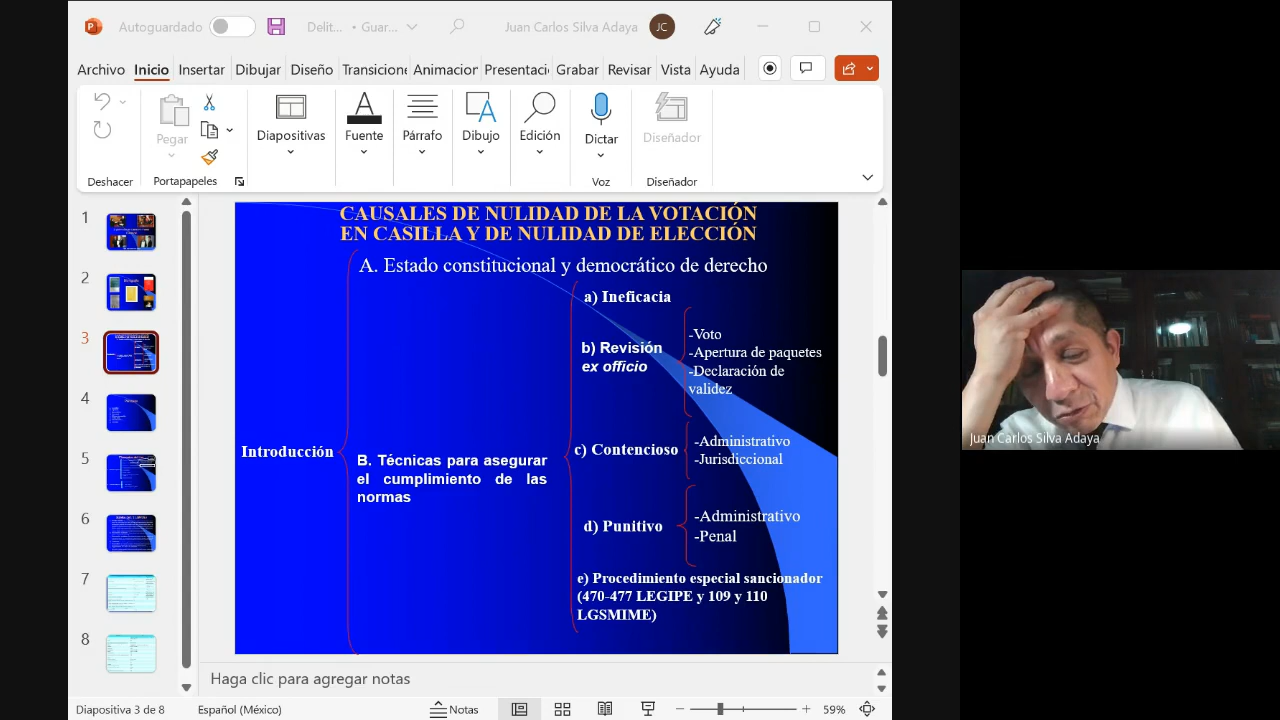 Autoguardado
Delit... • Guar...
Juan Carlos Silva Adaya
JC
Archivo
Inicio
Insertar
Dibujar
Diseño
Transicione
Animacion
Presentaci
Grabar
Revisar
Vista
Ayuda
Pegar
Diapositivas
Fuente
Párrafo
Dibujo
Edición
Dictar
Diseñador
Deshacer
Portapapeles
Voz
Diseñador
1
2
3
4
5
6
7
8
CAUSALES DE NULIDAD DE LA VOTACIÓN
EN CASILLA Y DE NULIDAD DE ELECCIÓN
A. Estado constitucional y democrático de derecho
Introducción
B. Técnicas para asegurar
el cumplimiento de las
normas
a) Ineficacia
b) Revisión
ex officio
-Voto
-Apertura de paquetes
-Declaración de
validez
c) Contencioso
-Administrativo
-Jurisdiccional
d) Punitivo
-Administrativo
-Penal
e) Procedimiento especial sancionador
(470-477 LEGIPE y 109 y 110
LGSMIME)
Haga clic para agregar notas
Diapositiva 3 de 8
Español (México)
Notas
59%
Juan Carlos Silva Adaya